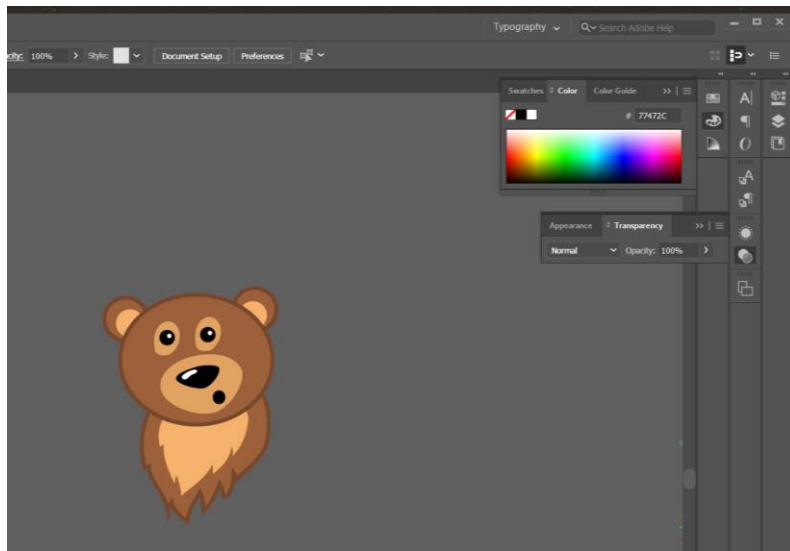 Typography Search Adobe Help
acity: 100% Style: Document Setup Preferences
Swatches Color Color Guide
# 77472C
Appearance Transparency
Normal Opacity: 100%